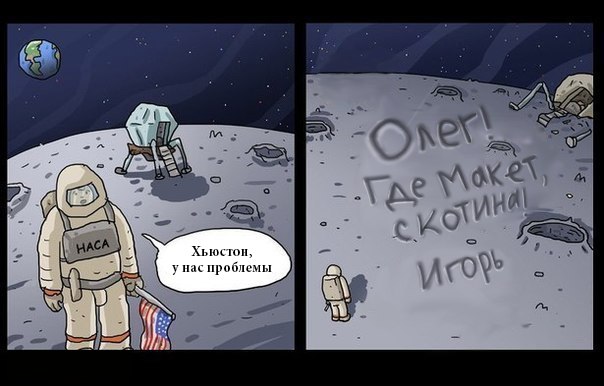 НАСА
Хьюстон,
у нас проблемы
Олег!
Где макет,
скотина!
Игорь